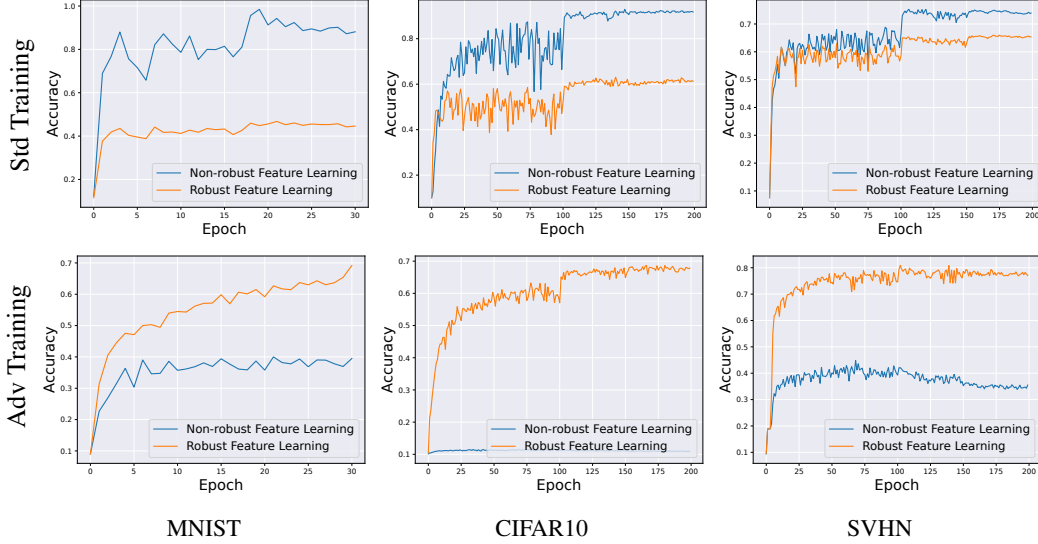 Std Training
Accuracy
1.0
0.8
0.6
0.4
0.2
Non-robust Feature Learning
Robust Feature Learning
0 5 10 15 20 25 30
Epoch
Accuracy
0.8
0.6
0.4
0.2
Non-robust Feature Learning
Robust Feature Learning
0 25 50 75 100 125 150 175 200
Epoch
Accuracy
0.7
0.6
0.5
0.4
0.3
0.2
0.1
Non-robust Feature Learning
Robust Feature Learning
0 25 50 75 100 125 150 175 200
Epoch
Adv Training
Accuracy
0.7
0.6
0.5
0.4
0.3
0.2
0.1
Non-robust Feature Learning
Robust Feature Learning
0 5 10 15 20 25 30
Epoch
Accuracy
0.7
0.6
0.5
0.4
0.3
0.2
0.1
Non-robust Feature Learning
Robust Feature Learning
0 25 50 75 100 125 150 175 200
Epoch
Accuracy
0.8
0.7
0.6
0.5
0.4
0.3
0.2
0.1
Non-robust Feature Learning
Robust Feature Learning
0 25 50 75 100 125 150 175 200
Epoch
MNIST
CIFAR10
SVHN